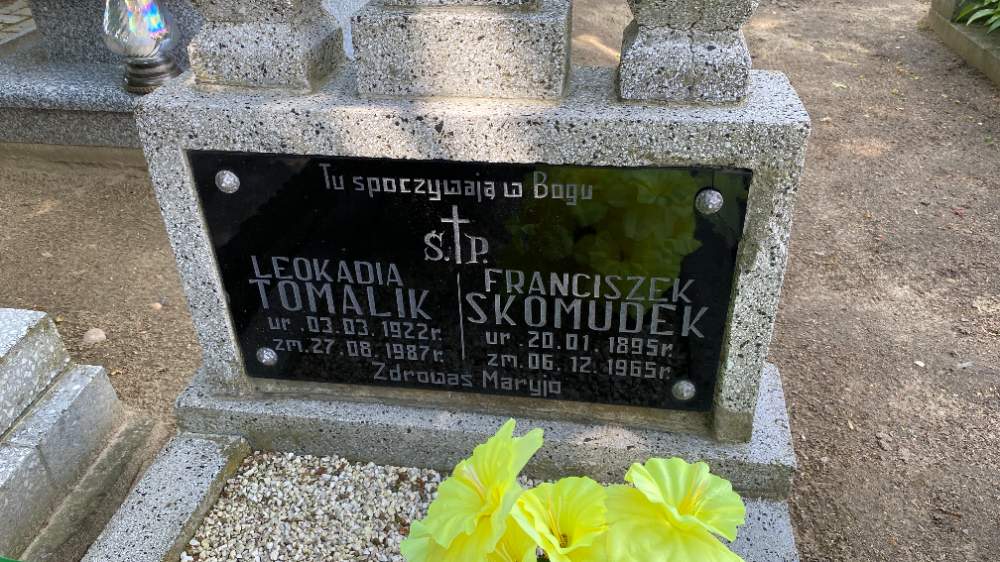 Tu spoczywają w Bogu
Ś.P.
LEOKADIA
TOMALIK
ur. 03.03.1922r.
zm. 27.08.1987r.
FRANCISZEK
SKOMUDEK
ur. 20.01.1895r.
zm. 06.12.1965r.
Zdrowaś Maryjo